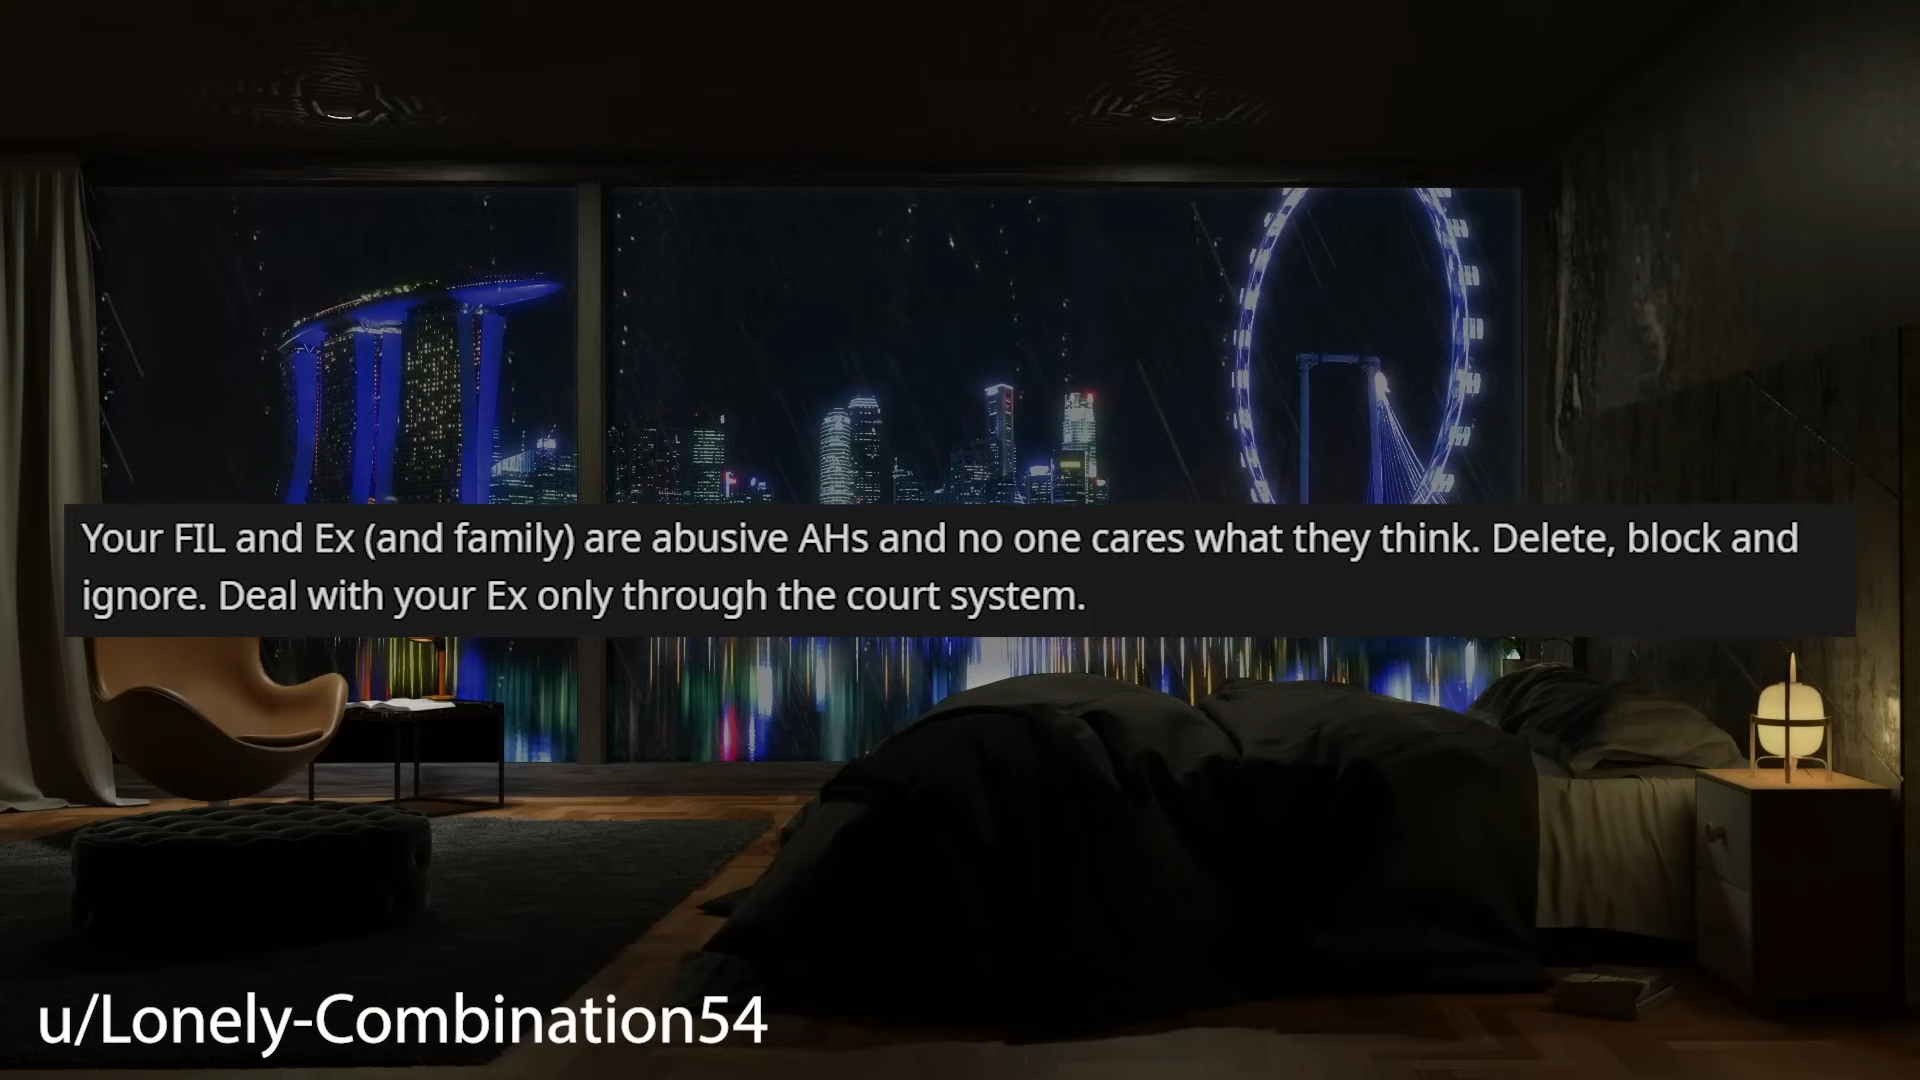 Your FIL and Ex (and family) are abusive AHs and no one cares what they think. Delete, block and
ignore. Deal with your Ex only through the court system.
u/Lonely-Combination54